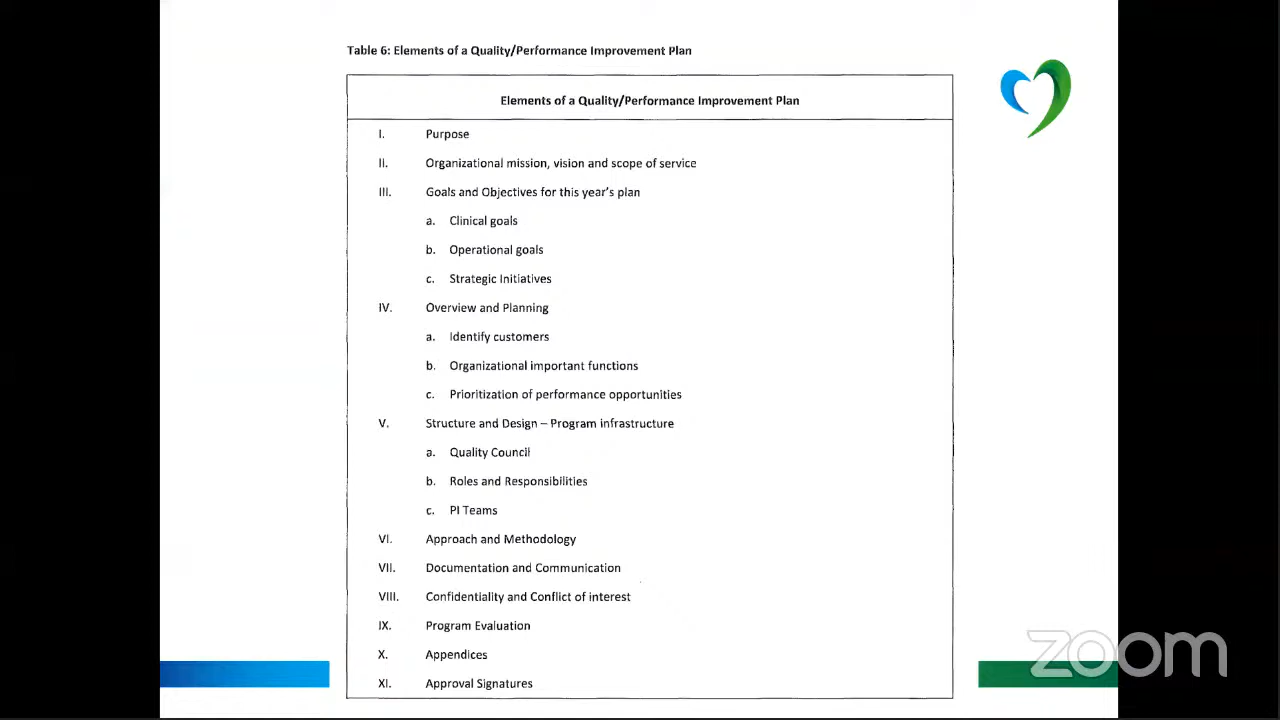 Table 6: Elements of a Quality/Performance Improvement Plan
Elements of a Quality/Performance Improvement Plan
I. Purpose
II. Organizational mission, vision and scope of service
III. Goals and Objectives for this year's plan
a. Clinical goals
b. Operational goals
c. Strategic Initiatives
IV. Overview and Planning
a. Identify customers
b. Organizational important functions
c. Prioritization of performance opportunities
V. Structure and Design – Program infrastructure
a. Quality Council
b. Roles and Responsibilities
c. PI Teams
VI. Approach and Methodology
VII. Documentation and Communication
VIII. Confidentiality and Conflict of interest
IX. Program Evaluation
X. Appendices
XI. Approval Signatures
zoom